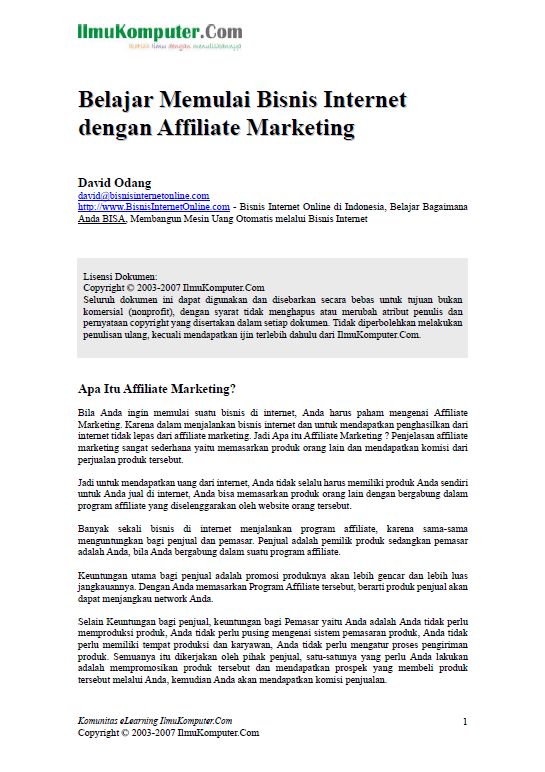 IlmuKomputer.Com
Ikatlah Ilmu dengan menuliskannya
Belajar Memulai Bisnis Internet
dengan Affiliate Marketing
David Odang
david@bisnisinternetonline.com
http://www.BisnisInternetOnline.com - Bisnis Internet Online di Indonesia, Belajar Bagaimana
Anda BISA, Membangun Mesin Uang Otomatis melalui Bisnis Internet
Lisensi Dokumen:
Copyright © 2003-2007 IlmuKomputer.Com
Seluruh dokumen ini dapat digunakan dan disebarkan secara bebas untuk tujuan bukan
komersial (nonprofit), dengan syarat tidak menghapus atau merubah atribut penulis dan
pernyataan copyright yang disertakan dalam setiap dokumen. Tidak diperbolehkan melakukan
penulisan ulang, kecuali mendapatkan ijin terlebih dahulu dari IlmuKomputer.Com.
Apa Itu Affiliate Marketing?
Bila Anda ingin memulai suatu bisnis di internet, Anda harus paham mengenai Affiliate
Marketing. Karena dalam menjalankan bisnis internet dan untuk mendapatkan penghasilkan dari
internet tidak lepas dari affiliate marketing. Jadi Apa itu Affiliate Marketing ? Penjelasan affiliate
marketing sangat sederhana yaitu memasarkan produk orang lain dan mendapatkan komisi dari
perjualan produk tersebut.
Jadi untuk mendapatkan uang dari internet, Anda tidak selalu harus memiliki produk Anda sendiri
untuk Anda jual di internet, Anda bisa memasarkan produk orang lain dengan bergabung dalam
program affiliate yang diselenggarakan oleh website orang tersebut.
Banyak sekali bisnis di internet menjalankan program affiliate, karena sama-sama
menguntungkan bagi penjual dan pemasar. Penjual adalah pemilik produk sedangkan pemasar
adalah Anda, bila Anda bergabung dalam suatu program affiliate.
Keuntungan utama bagi penjual adalah promosi produknya akan lebih gencar dan lebih luas
jangkauannya. Dengan Anda memasarkan Program Affiliate tersebut, berarti produk penjual akan
dapat menjangkau network Anda.
Selain Keuntungan bagi penjual, keuntungan bagi Pemasar yaitu Anda adalah Anda tidak perlu
memproduksi produk, Anda tidak perlu pusing mengenai sistem pemasaran produk, Anda tidak
perlu memiliki tempat produksi dan karyawan, Anda tidak perlu mengatur proses pengiriman
produk. Semuanya itu dikerjakan oleh pihak penjual, satu-satunya yang perlu Anda lakukan
adalah mempromosikan produk tersebut dan mendapatkan prospek yang membeli produk
tersebut melalui Anda, kemudian Anda akan mendapatkan komisi penjualan.
Komunitas eLearning IlmuKomputer.Com
Copyright © 2003-2007 IlmuKomputer.Com
1